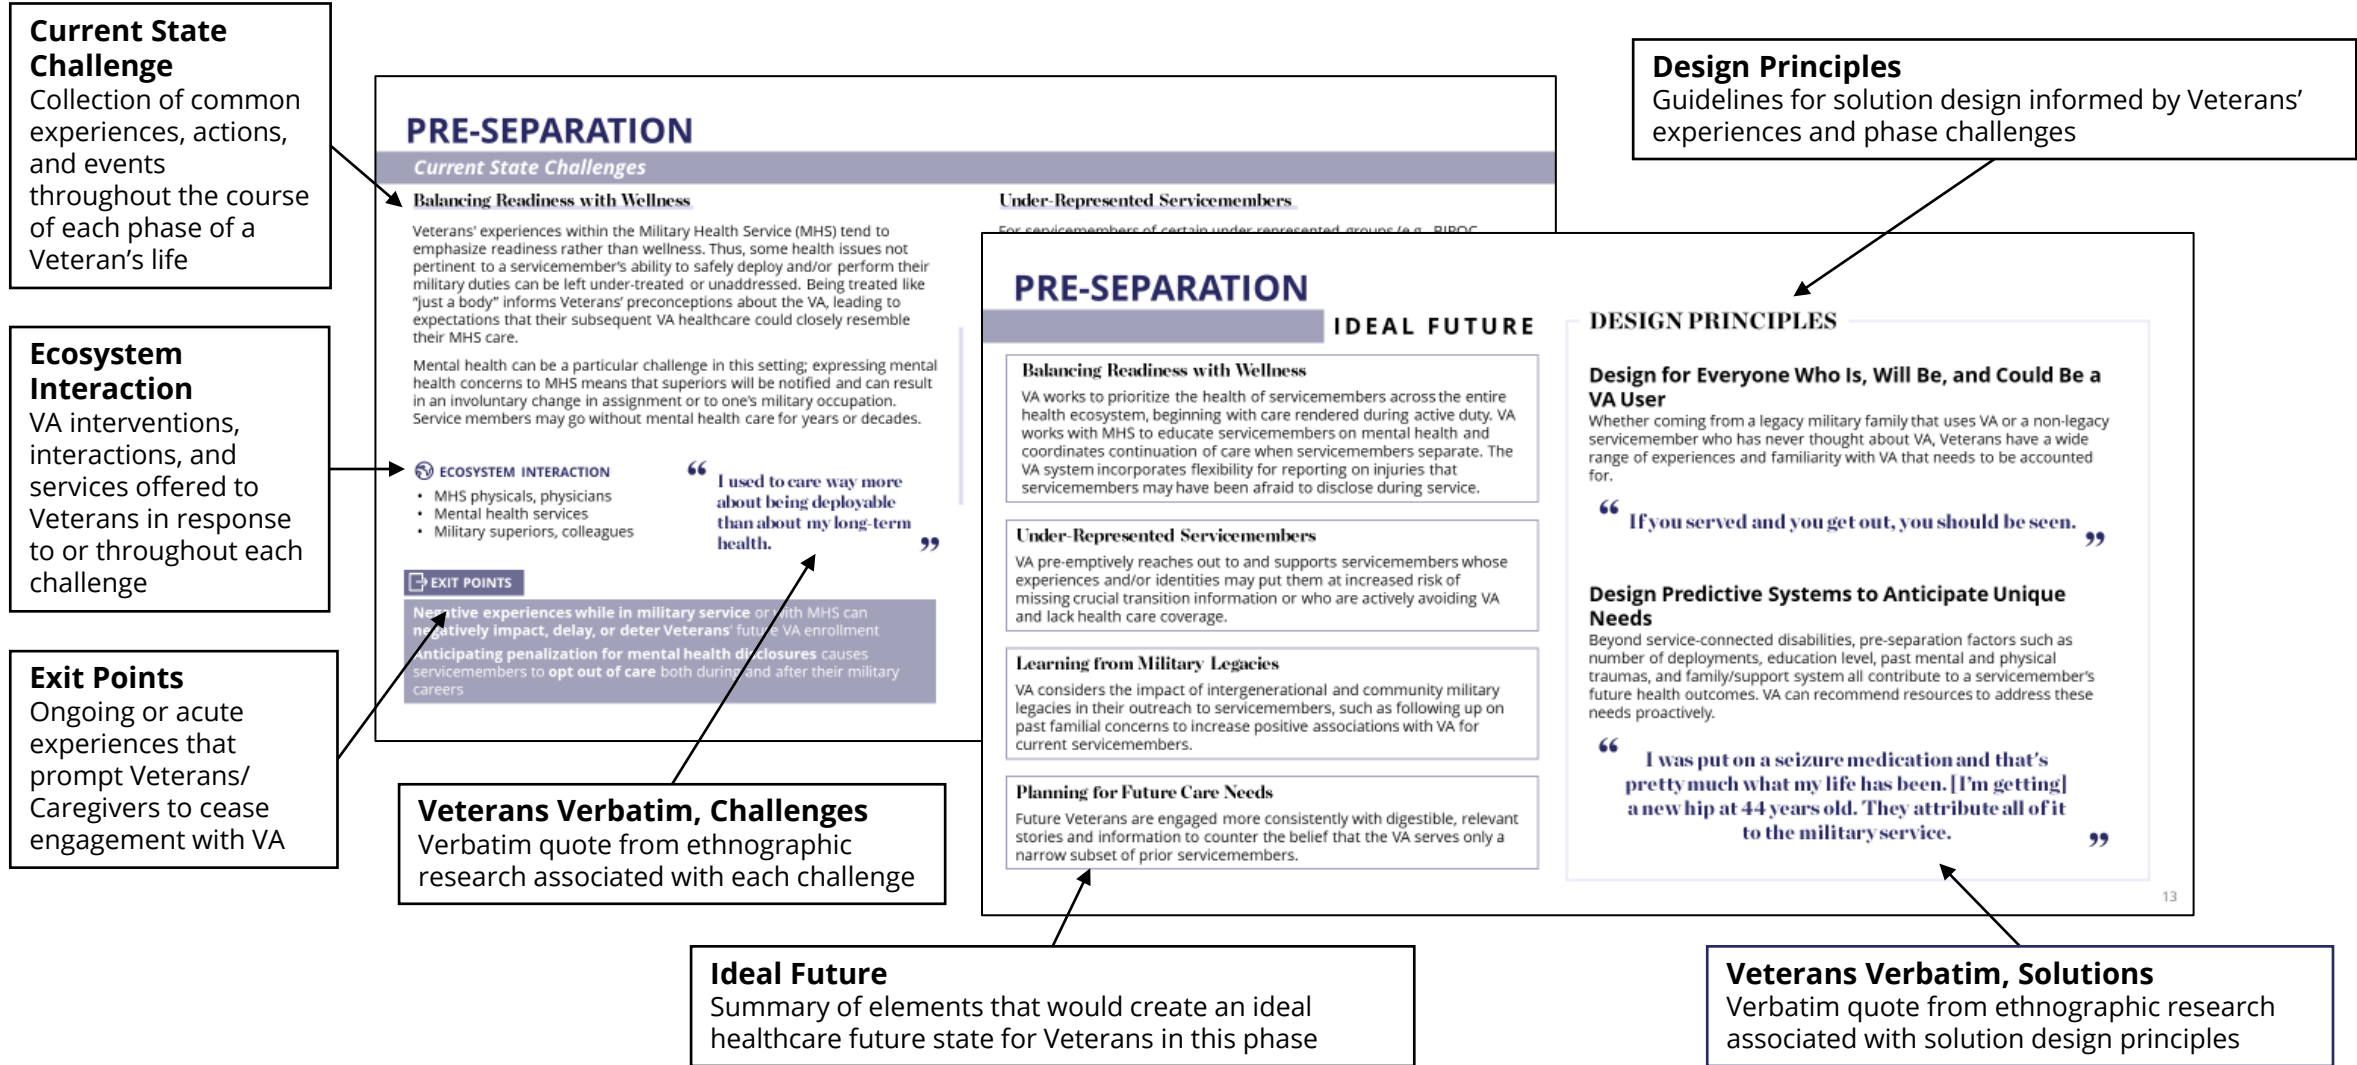 Current State
Challenge
Collection of common
experiences, actions,
and events
throughout the course
of each phase of a
Veteran’s life
Ecosystem
Interaction
VA interventions,
interactions, and
services offered to
Veterans in response
to or throughout each
challenge
Exit Points
Ongoing or acute
experiences that
prompt Veterans/
Caregivers to cease
engagement with VA
PRE-SEPARATION
Current State Challenges
Balancing Readiness with Wellness
Veterans’ experiences within the Military Health Service (MHS) tend to
emphasize readiness rather than wellness. Thus, some health issues not
pertinent to a servicemember’s ability to safely deploy and/or perform their
military duties can be left under-treated or unaddressed. Being treated like
“just a body” informs Veterans’ preconceptions about the VA, leading to
expectations that their subsequent VA healthcare could closely resemble
their MHS care.
Mental health can be a particular challenge in this setting; expressing mental
health concerns to MHS means that superiors will be notified and can result
in an involuntary change in assignment or to one’s military occupation.
Service members may go without mental health care for years or decades.
ECOSYSTEM INTERACTION
• MHS physicals, physicians
• Mental health services
• Military superiors, colleagues
“ I used to care way more
about being deployable
than about my long-term
health. ”
EXIT POINTS
Negative experiences while in military service or with MHS can
negatively impact, delay, or deter Veterans’ future VA enrollment
Anticipating penalization for mental health disclosures causes
servicemembers to opt out of care both during and after their military
careers
Under-Represented Servicemembers
For servicemembers of certain under-represented groups (e.g., BIPOC,
Veterans Verbatim, Challenges
Verbatim quote from ethnographic
research associated with each challenge
PRE-SEPARATION
IDEAL FUTURE
Balancing Readiness with Wellness
VA works to prioritize the health of servicemembers across the entire
health ecosystem, beginning with care rendered during active duty. VA
works with MHS to educate servicemembers on mental health and
coordinates continuation of care when servicemembers separate. The
VA system incorporates flexibility for reporting on injuries that
servicemembers may have been afraid to disclose during service.
Under-Represented Servicemembers
VA pre-emptively reaches out to and supports servicemembers whose
experiences and/or identities may put them at increased risk of
missing crucial transition information or who are actively avoiding VA
and lack health care coverage.
Learning from Military Legacies
VA considers the impact of intergenerational and community military
legacies in their outreach to servicemembers, such as following up on
past familial concerns to increase positive associations with VA for
current servicemembers.
Planning for Future Care Needs
Future Veterans are engaged more consistently with digestible, relevant
stories and information to counter the belief that the VA serves only a
narrow subset of prior servicemembers.
Design Principles
Guidelines for solution design informed by Veterans’
experiences and phase challenges
DESIGN PRINCIPLES
Design for Everyone Who Is, Will Be, and Could Be a
VA User
Whether coming from a legacy military family that uses VA or a non-legacy
servicemember who has never thought about VA, Veterans have a wide
range of experiences and familiarity with VA that needs to be accounted
for.
“ If you served and you get out, you should be seen. ”
Design Predictive Systems to Anticipate Unique
Needs
Beyond service-connected disabilities, pre-separation factors such as
number of deployments, education level, past mental and physical
traumas, and family/support system all contribute to a servicemember’s
future health outcomes. VA can recommend resources to address these
needs proactively.
“ I was put on a seizure medication and that’s
pretty much what my life has been. [I’m getting]
a new hip at 44 years old. They attribute all of it
to the military service. ”
13
Ideal Future
Summary of elements that would create an ideal
healthcare future state for Veterans in this phase
Veterans Verbatim, Solutions
Verbatim quote from ethnographic research
associated with solution design principles